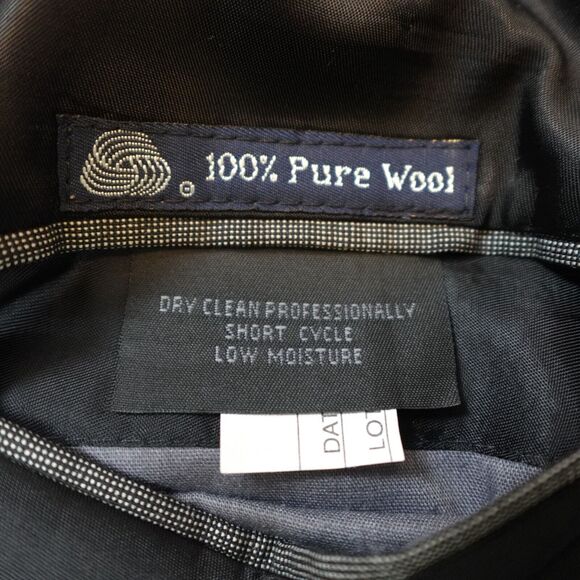 100% Pure Wool
DRY CLEAN PROFESSIONALLY
SHORT CYCLE
LOW MOISTURE
DAT
LOT